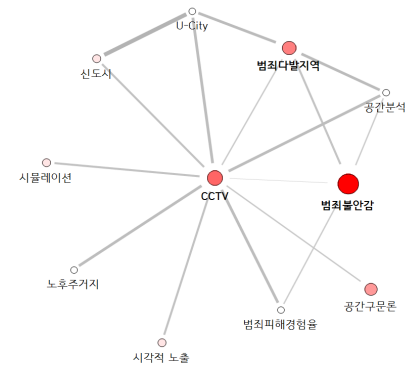 U-City
범죄다발지역
신도시
공간분석
시뮬레이션
CCTV
범죄불안감
노후주거지
공간구문론
범죄피해경험율
시각적 노출